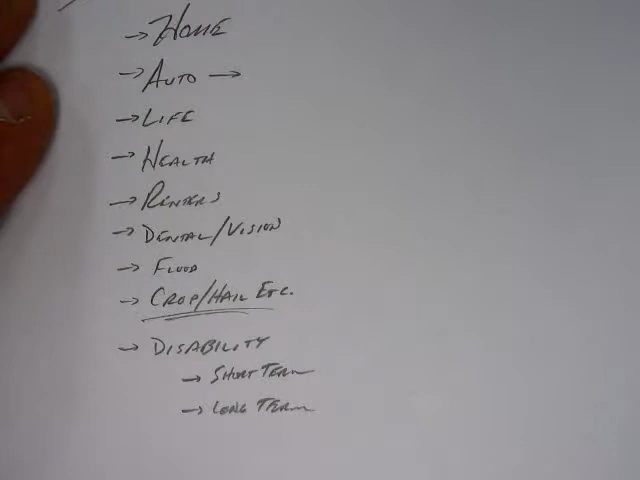 → HOME
→ AUTO →
→ LIFE
→ HEALTH
→ RENTERS
→ DENTAL/VISION
→ FLOOD
→ CROP/HAIL ETC.
→ DISABILITY
→ SHORT TERM
→ LONG TERM